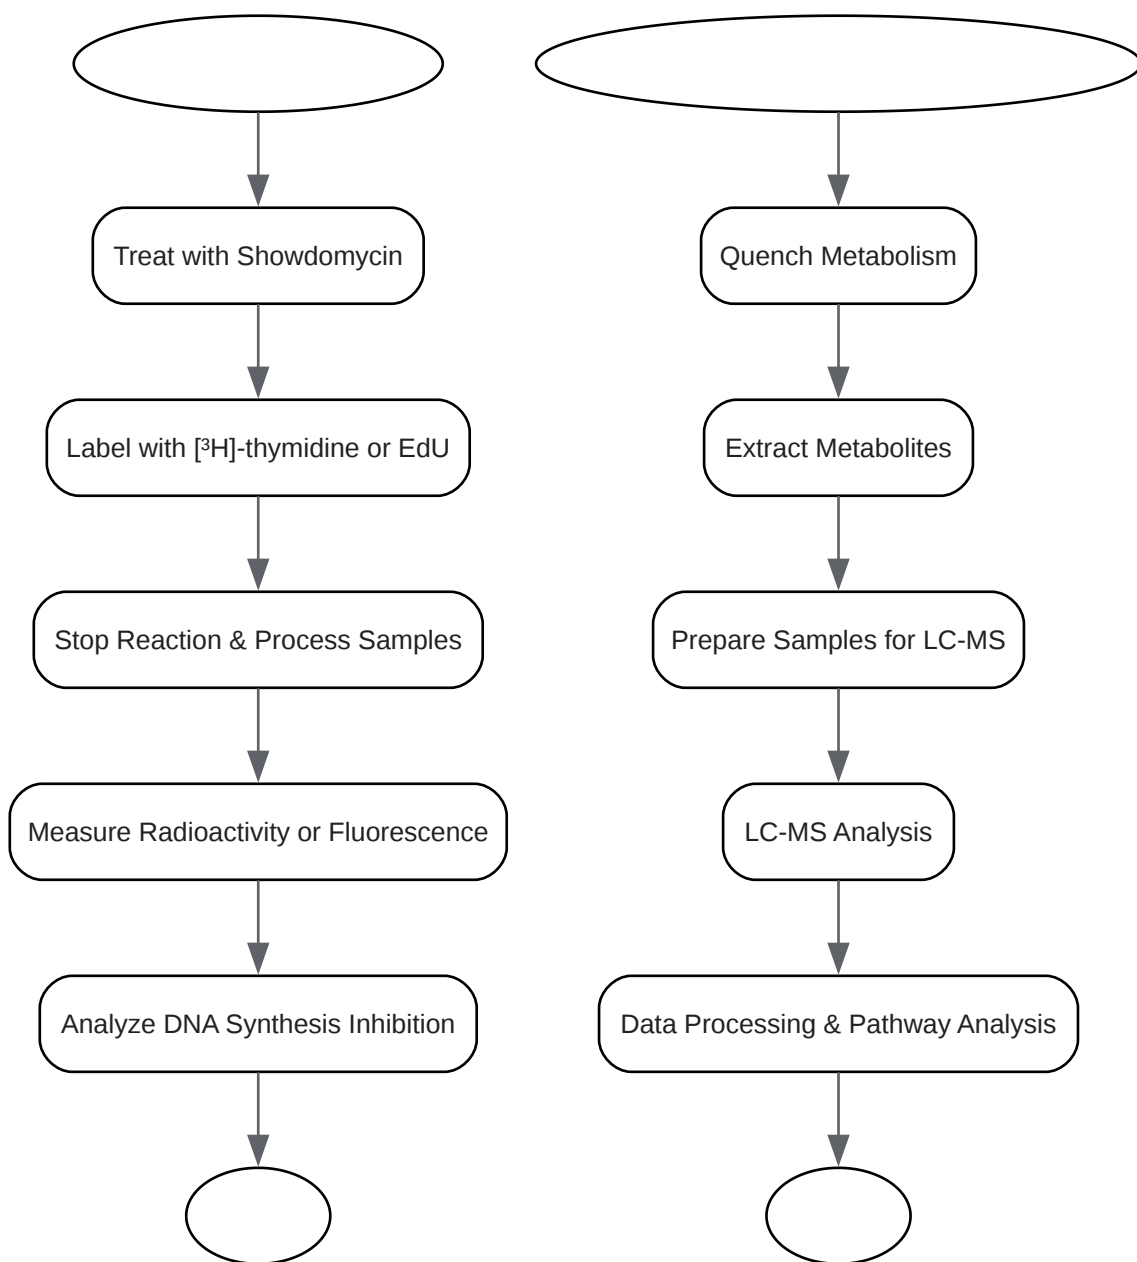 Treat with Showdomycin
Label with [³H]-thymidine or EdU
Stop Reaction & Process Samples
Measure Radioactivity or Fluorescence
Analyze DNA Synthesis Inhibition
Quench Metabolism
Extract Metabolites
Prepare Samples for LC-MS
LC-MS Analysis
Data Processing & Pathway Analysis